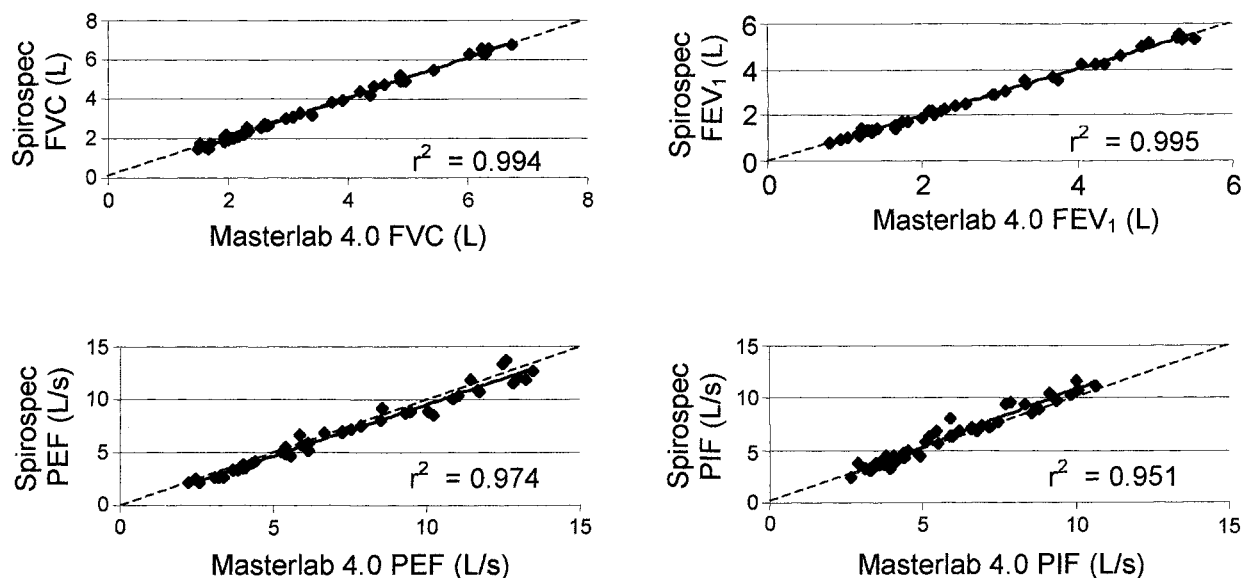 Spirospec
FVC (L)
8
6
4
2
0
0 2 4 6 8
r² = 0.994
Masterlab 4.0 FVC (L)
Spirospec
FEV₁ (L)
6
4
2
0
0 2 4 6
r² = 0.995
Masterlab 4.0 FEV₁ (L)
Spirospec
PEF (L/s)
15
10
5
0
0 5 10 15
r² = 0.974
Masterlab 4.0 PEF (L/s)
Spirospec
PIF (L/s)
15
10
5
0
0 5 10 15
r² = 0.951
Masterlab 4.0 PIF (L/s)